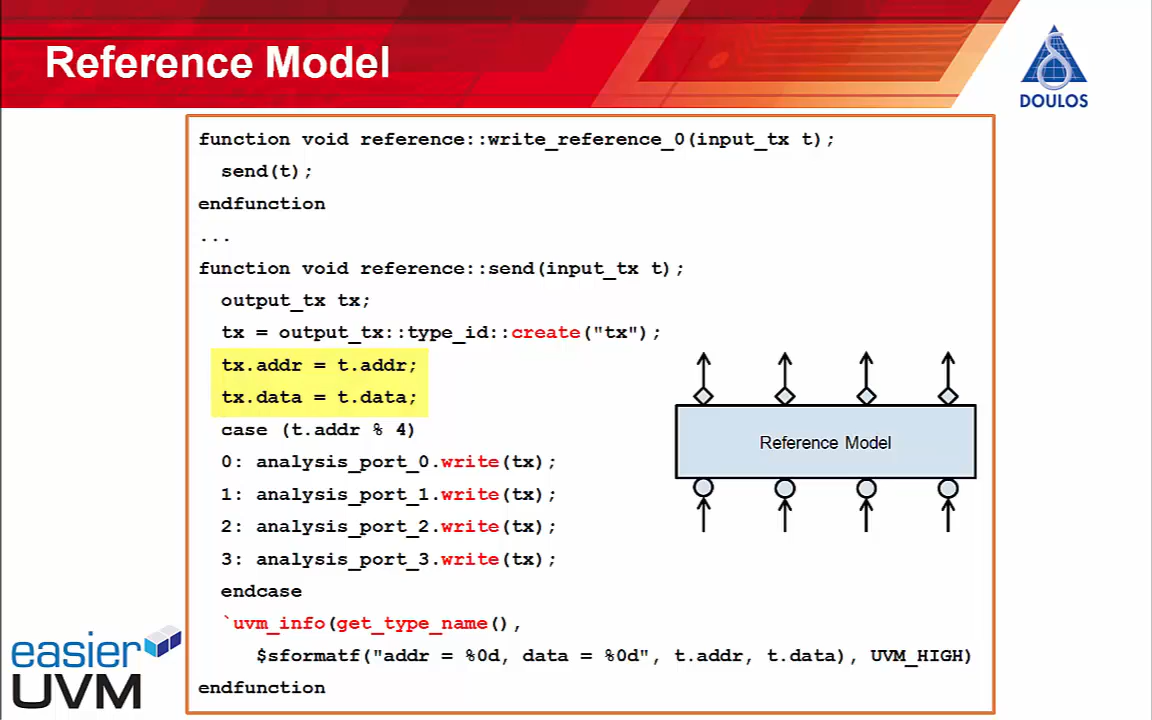 Reference Model
DOULOS
function void reference::write_reference_0(input_tx t);
send(t);
endfunction
...
function void reference::send(input_tx t);
output_tx tx;
tx = output_tx::type_id::create("tx");
tx.addr = t.addr;
tx.data = t.data;
case (t.addr % 4)
0: analysis_port_0.write(tx);
1: analysis_port_1.write(tx);
2: analysis_port_2.write(tx);
3: analysis_port_3.write(tx);
endcase
`uvm_info(get_type_name(),
$sformatf("addr = %0d, data = %0d", t.addr, t.data), UVM_HIGH)
endfunction
Reference Model
easier
UVM